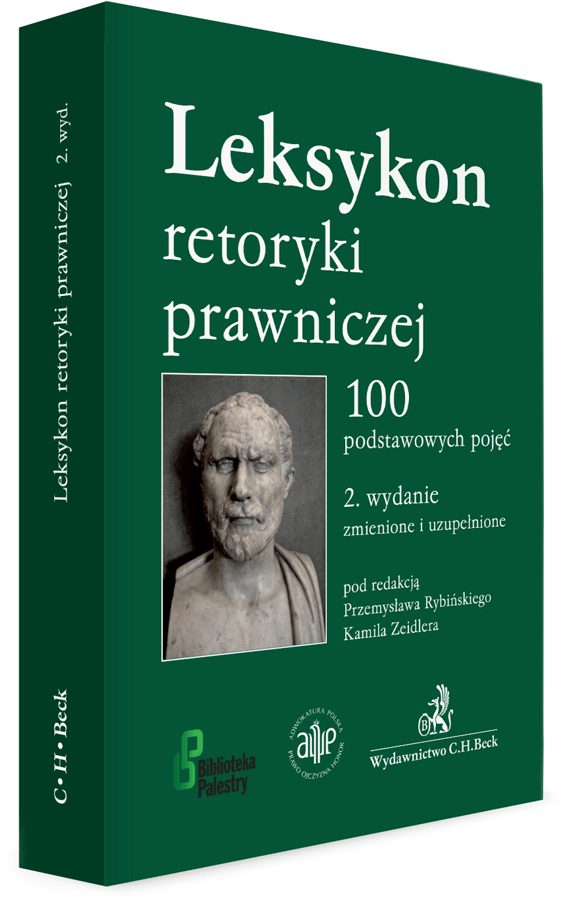 Leksykon retoryki prawniczej 2. wyd.
C·H·Beck
Leksykon
retoryki
prawniczej
100
podstawowych pojęć
2. wydanie
zmienione i uzupełnione
pod redakcją
Przemysława Rybińskiego
Kamila Zeidlera
Biblioteka
Palestry
ADWOKATURA POLSKA
PRAWO OJCZYZNA HONOR
B
Wydawnictwo C.H.Beck